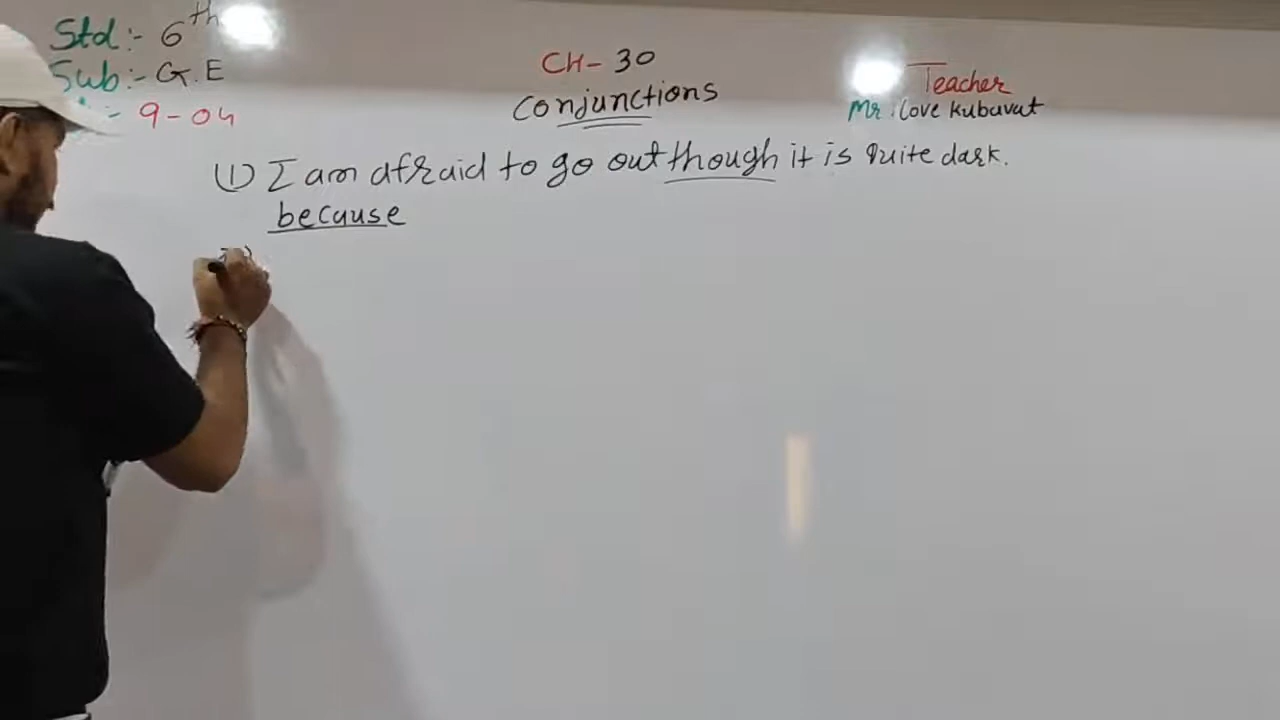 Std:- 6th
Sub:- G.E
:- 9-04
CH- 30
Conjunctions
Teacher
Mr. Love Kubavat
(1) I am afraid to go out though it is quite dark.
because